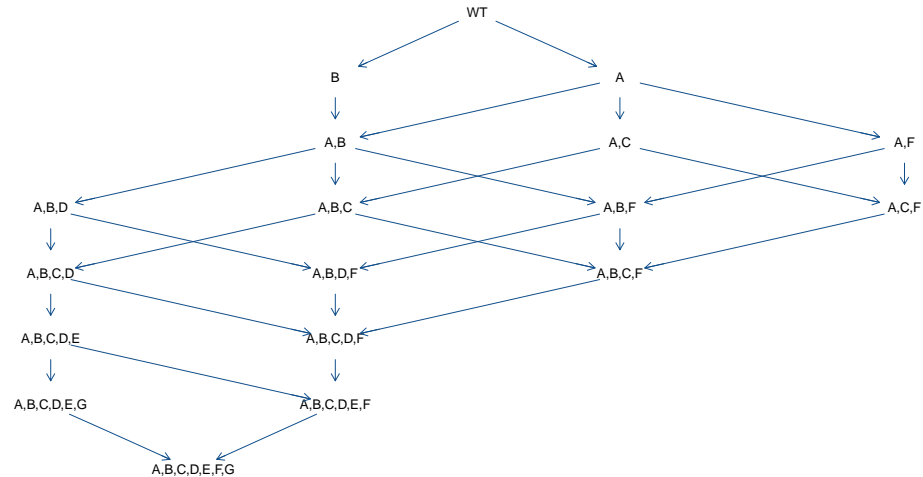 WT
B
A
A,B
A,C
A,F
A,B,D
A,B,C
A,B,F
A,C,F
A,B,C,D
A,B,D,F
A,B,C,F
A,B,C,D,E
A,B,C,D,F
A,B,C,D,E,G
A,B,C,D,E,F
A,B,C,D,E,F,G